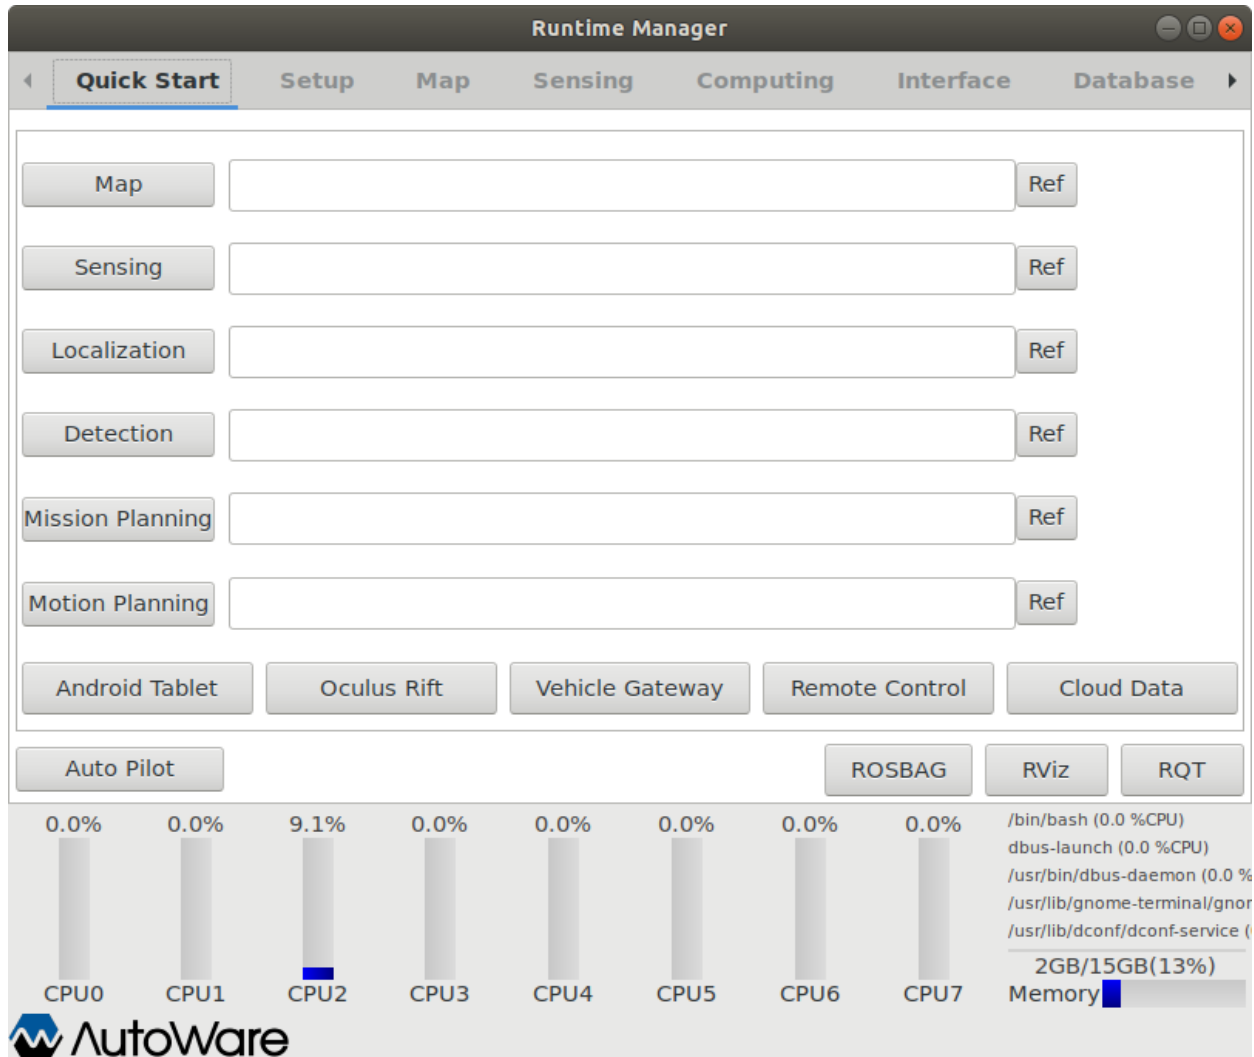 Runtime Manager
Quick Start Setup Map Sensing Computing Interface Database
Map Ref
Sensing Ref
Localization Ref
Detection Ref
Mission Planning Ref
Motion Planning Ref
Android Tablet Oculus Rift Vehicle Gateway Remote Control Cloud Data
Auto Pilot ROSBAG RViz RQT
0.0% 0.0% 9.1% 0.0% 0.0% 0.0% 0.0% 0.0%
/bin/bash (0.0 %CPU)
dbus-launch (0.0 %CPU)
/usr/bin/dbus-daemon (0.0 %
/usr/lib/gnome-terminal/gnor
/usr/lib/dconf/dconf-service (
2GB/15GB(13%)
CPU0 CPU1 CPU2 CPU3 CPU4 CPU5 CPU6 CPU7 Memory
AutoWare